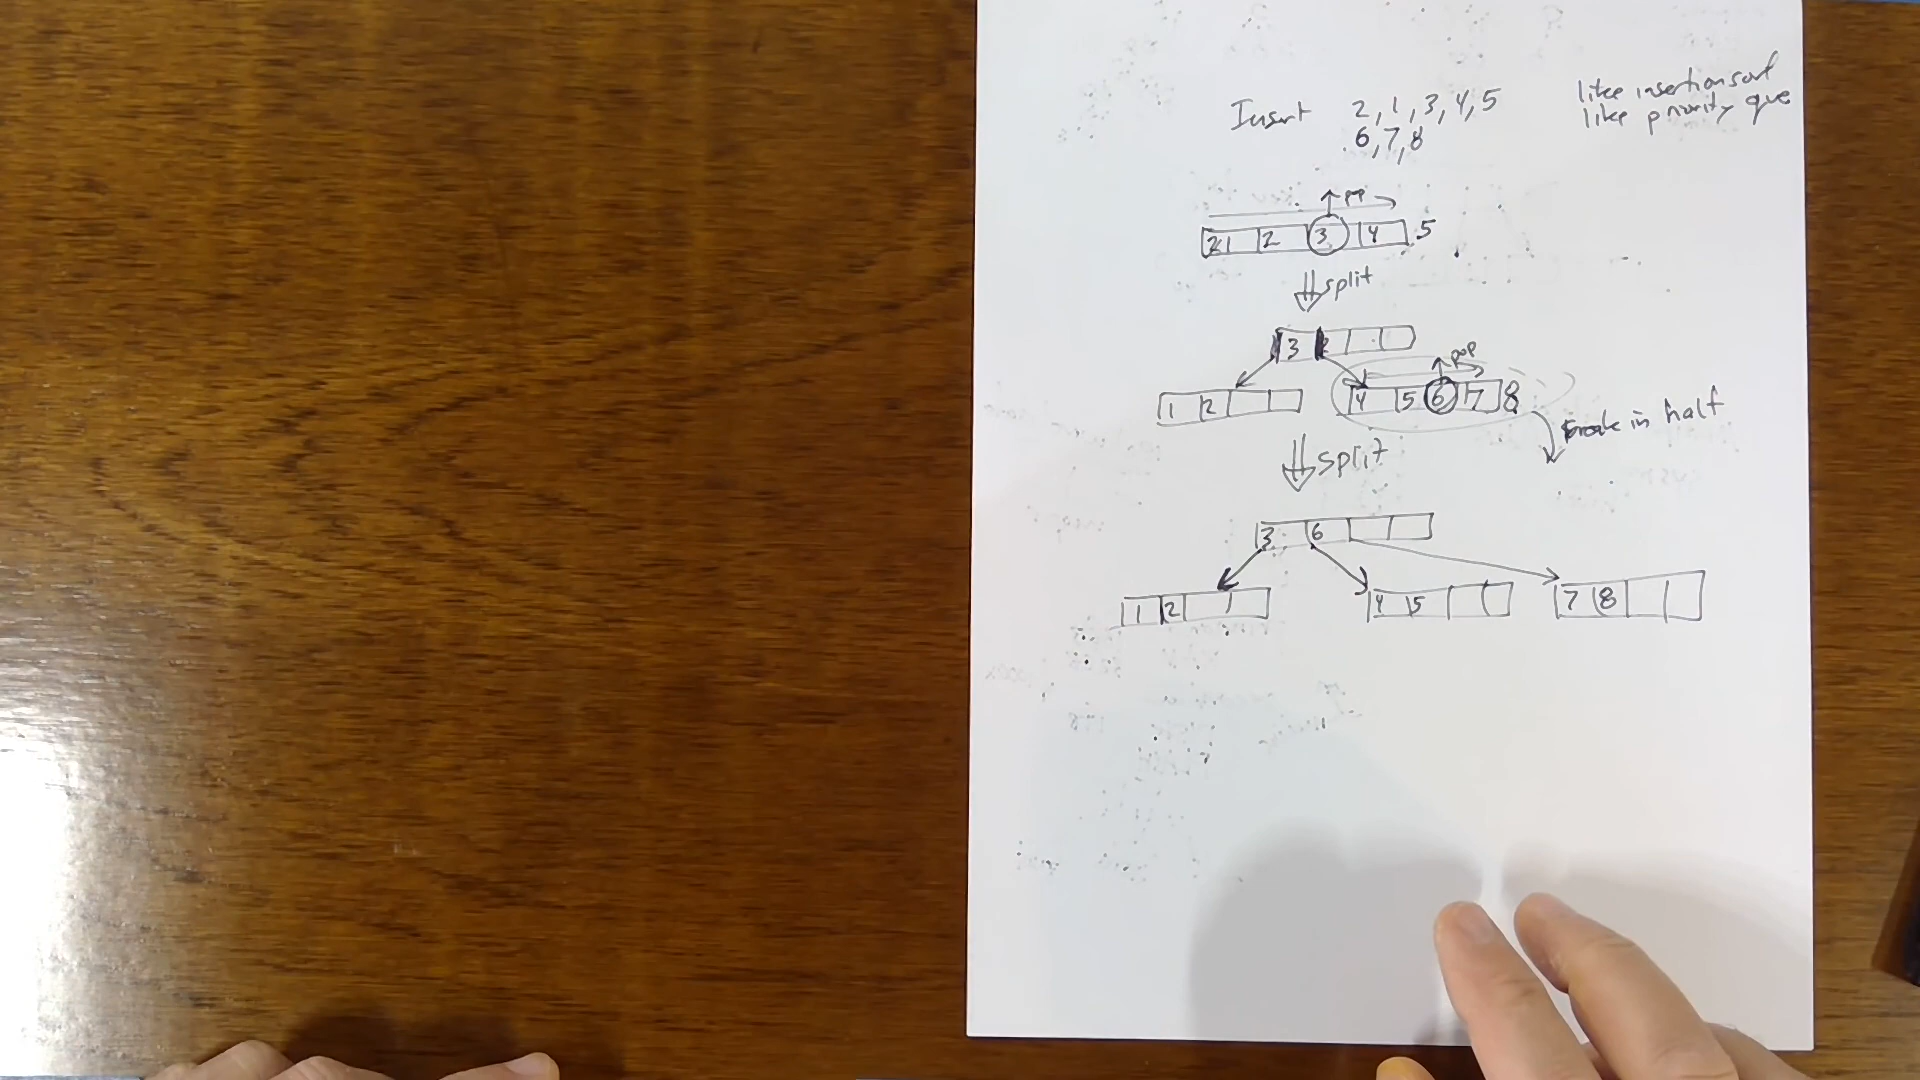 Insert 2, 1, 3, 4, 5
6, 7, 8
like insertion sort
like priority que
pop
1 2 3 4 5
split
3
pop
1 2
4 5 6 7 8
break in half
split
3 6
1 2
4 5
7 8